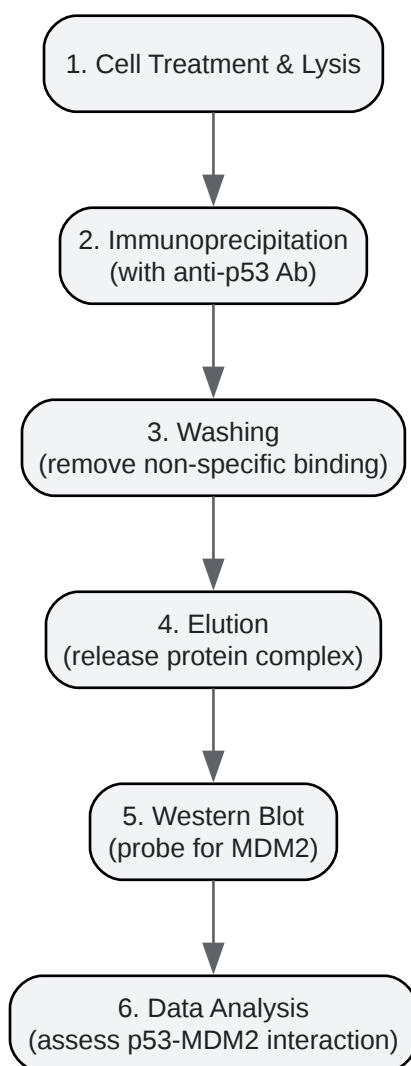 1. Cell Treatment & Lysis
2. Immunoprecipitation
(with anti-p53 Ab)
3. Washing
(remove non-specific binding)
4. Elution
(release protein complex)
5. Western Blot
(probe for MDM2)
6. Data Analysis
(assess p53-MDM2 interaction)